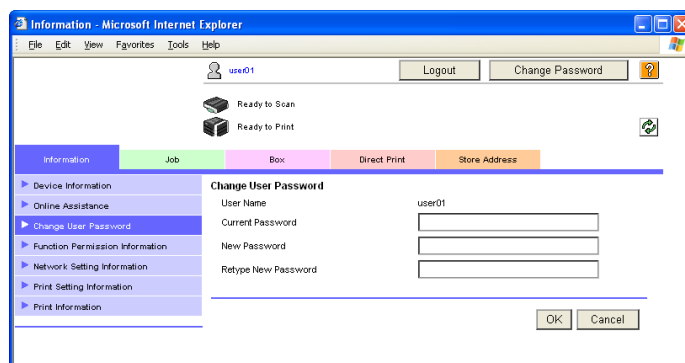 Information - Microsoft Internet Explorer
File Edit View Favorites Tools Help
user01 Logout Change Password ?
Ready to Scan
Ready to Print
Information Job Box Direct Print Store Address
Device Information
Online Assistance
Change User Password
Function Permission Information
Network Setting Information
Print Setting Information
Print Information
Change User Password
User Name user01
Current Password
New Password
Retype New Password
OK Cancel